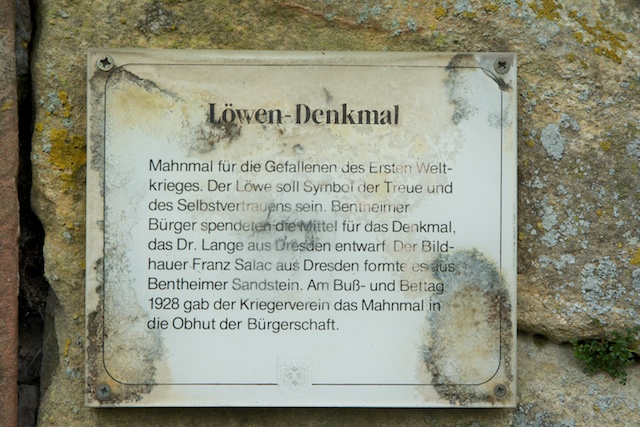 Löwen-Denkmal
Mahnmal für die Gefallenen des Ersten Welt-
krieges. Der Löwe soll Symbol der Treue und
des Selbstvertrauens sein. Bentheimer
Bürger spendeten die Mittel für das Denkmal,
das Dr. Lange aus Dresden entwarf. Der Bild-
hauer Franz Salac aus Dresden formte es aus
Bentheimer Sandstein. Am Buß- und Bettag
1928 gab der Kriegerverein das Mahnmal in
die Obhut der Bürgerschaft.